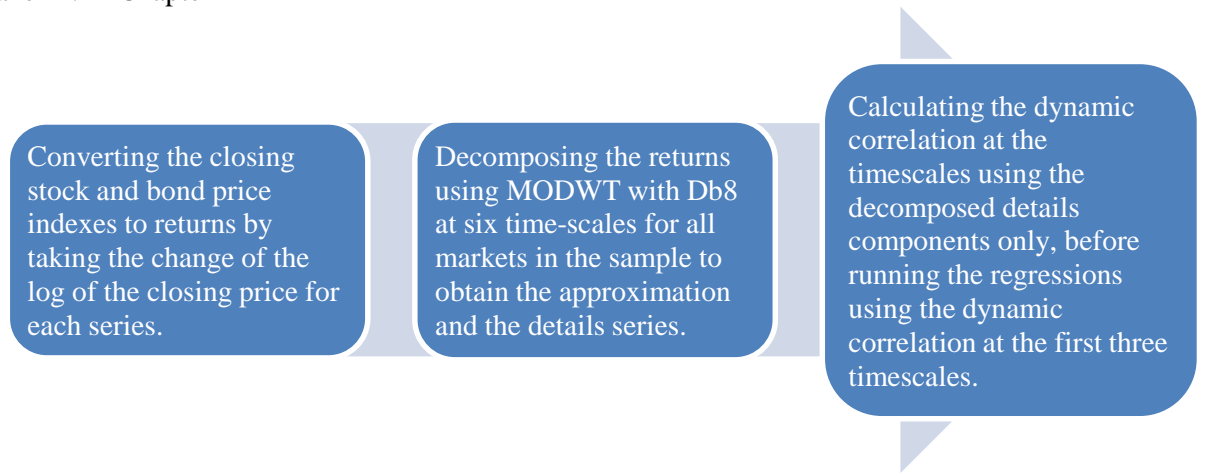 Converting the closing
stock and bond price
indexes to returns by
taking the change of the
log of the closing price for
each series.
Decomposing the returns
using MODWT with Db8
at six time-scales for all
markets in the sample to
obtain the approximation
and the details series.
Calculating the dynamic
correlation at the
timescales using the
decomposed details
components only, before
running the regressions
using the dynamic
correlation at the first three
timescales.